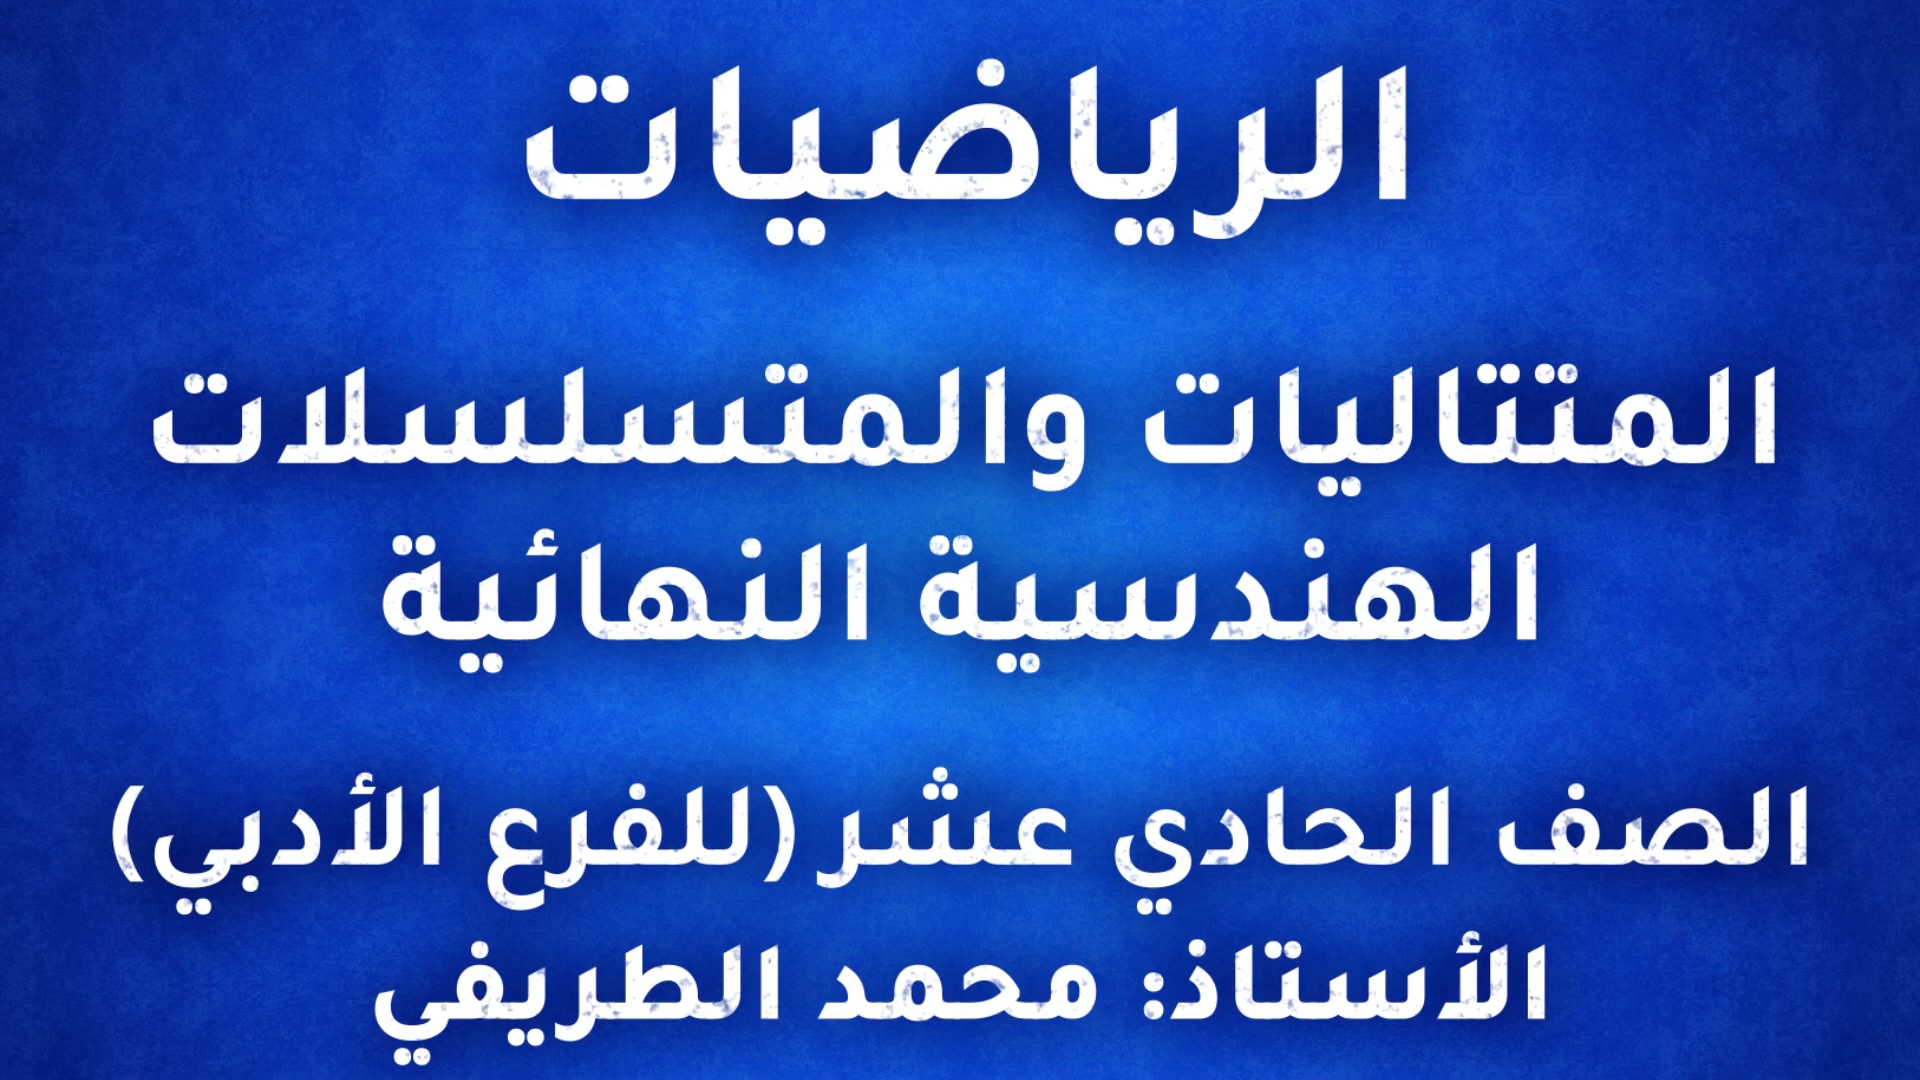 الرياضيات
المتتاليات والمتسلسلات
الهندسية النهائية
الصف الحادي عشر (للفرع الأدبي)
الأستاذ: محمد الطريفي